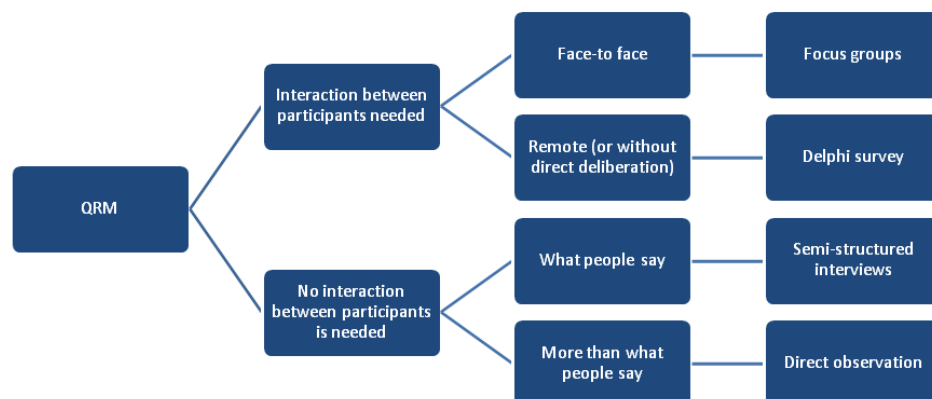 Face-to face
Focus groups
Interaction between
participants needed
Remote (or without
direct deliberation)
Delphi survey
QRM
What people say
Semi-structured
interviews
No interaction
between participants
is needed
More than what
people say
Direct observation